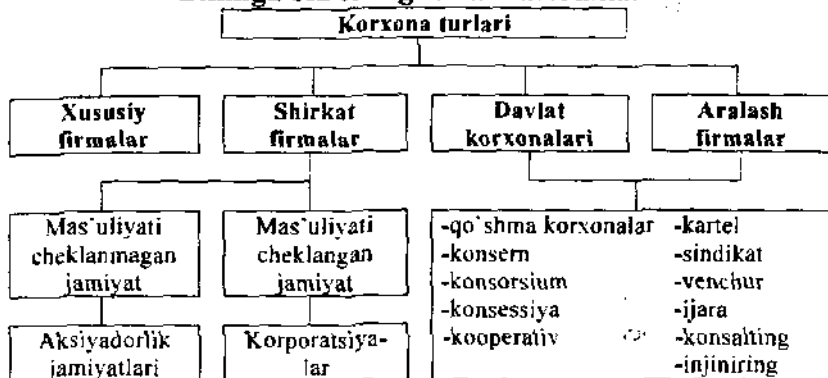 Korxona turlari
Xususiy
firmalar
Shirkat
firmalar
Davlat
korxonalari
Aralash
firmalar
Mas`uliyati
cheklanmagan
jamiyat
Mas`uliyati
cheklangan
jamiyat
Aksiyadorlik
jamiyatlari
Korporatsiya-
lar
-qo`shma korxonalar
-konsern
-konsorsium
-konsessiya
-kooperativ
-kartel
-sindikat
-venchur
-ijara
-konsalting
-injiniring